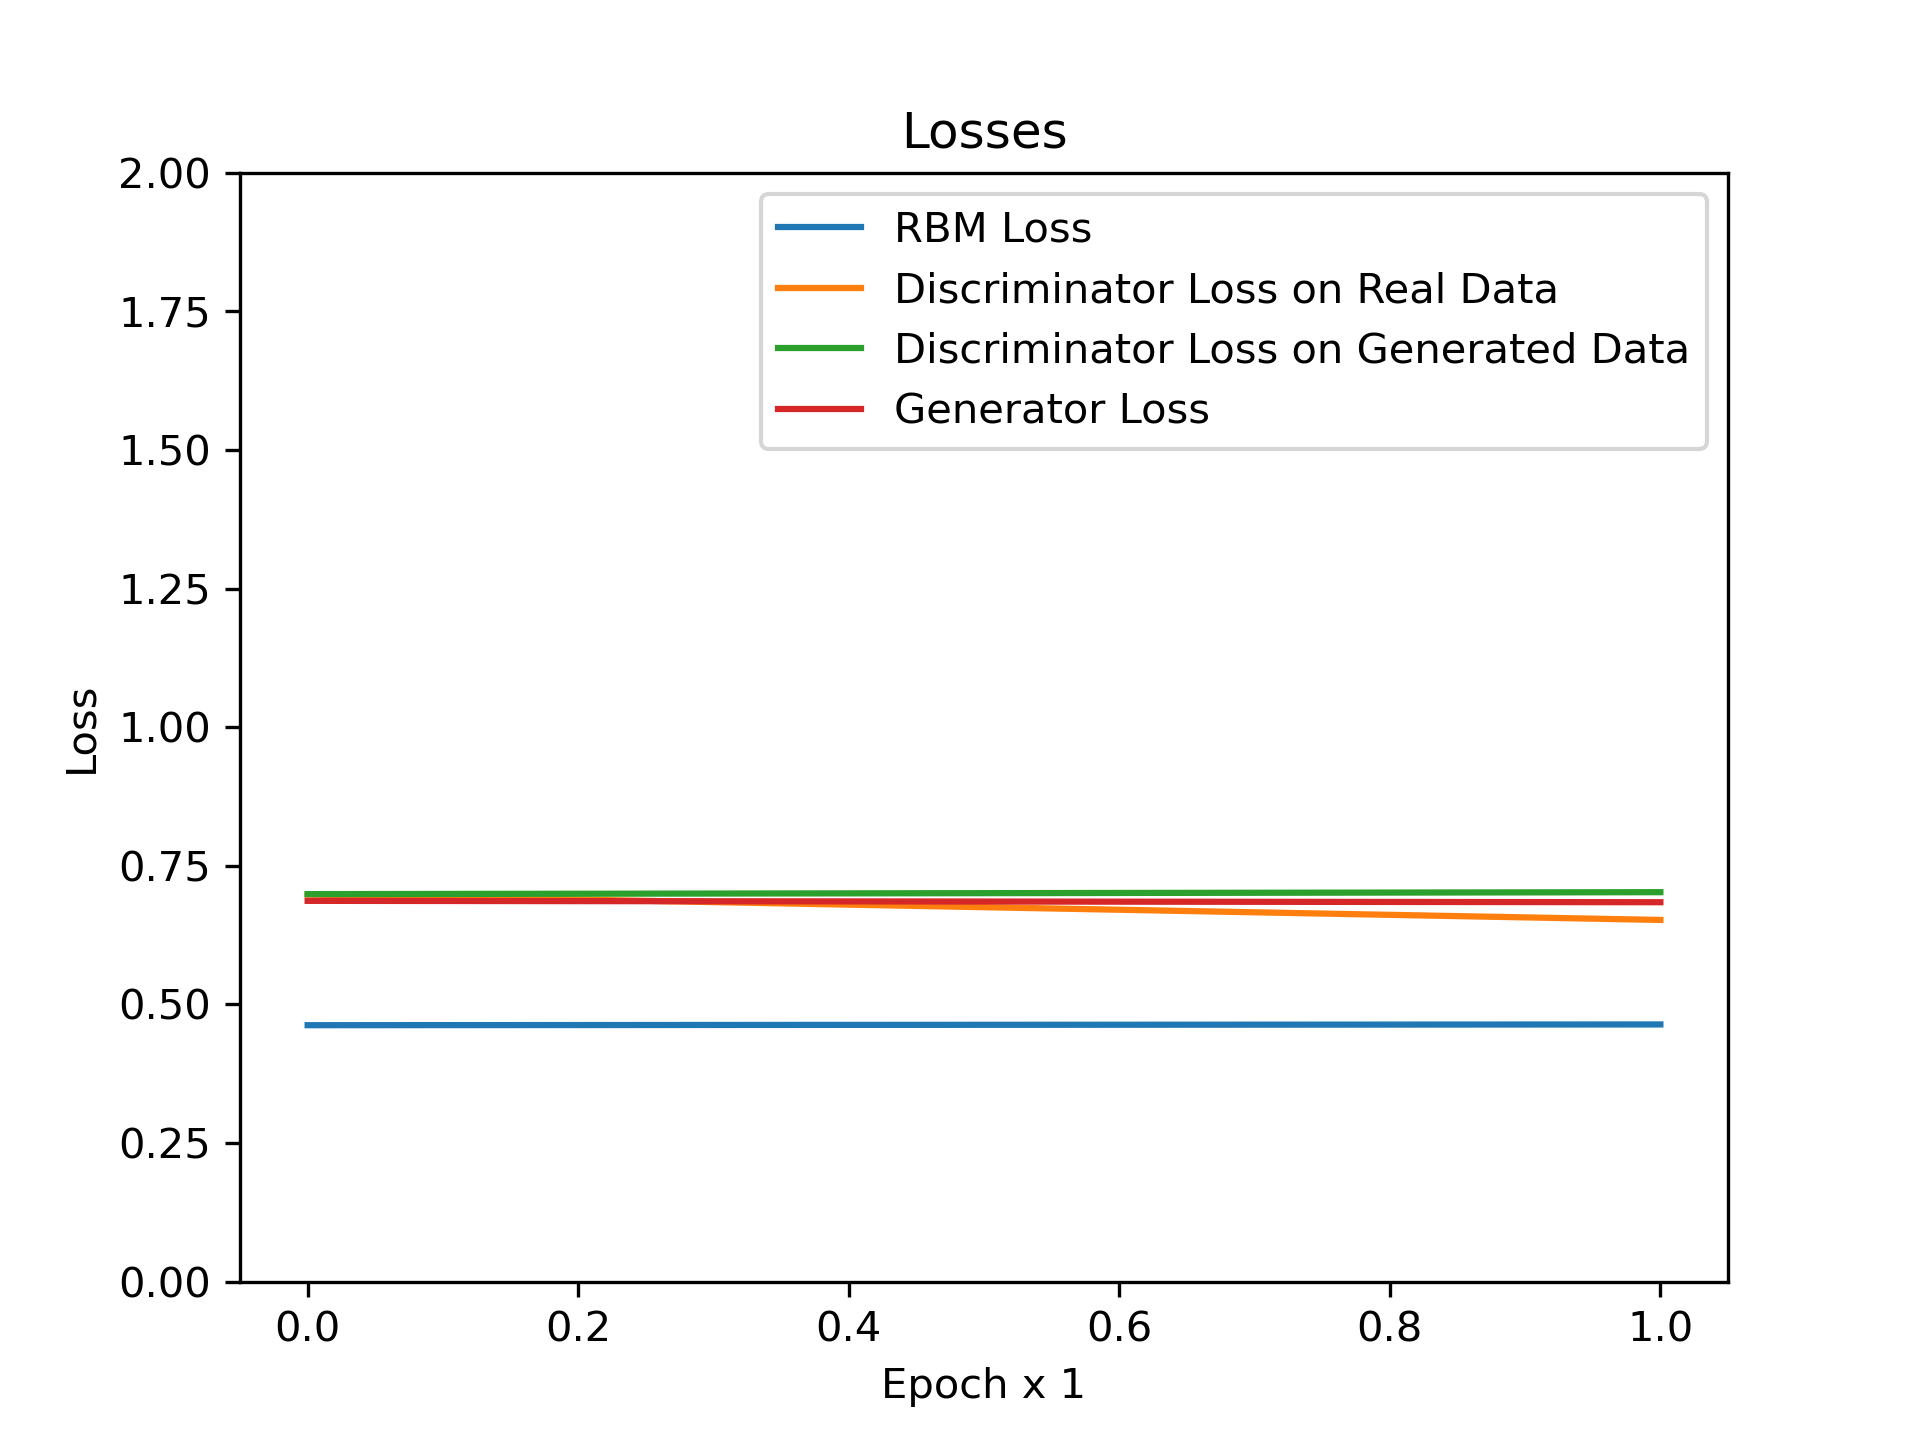 Losses
2.00
1.75
1.50
1.25
1.00
0.75
0.50
0.25
0.00
Loss
RBM Loss
Discriminator Loss on Real Data
Discriminator Loss on Generated Data
Generator Loss
0.0 0.2 0.4 0.6 0.8 1.0
Epoch x 1